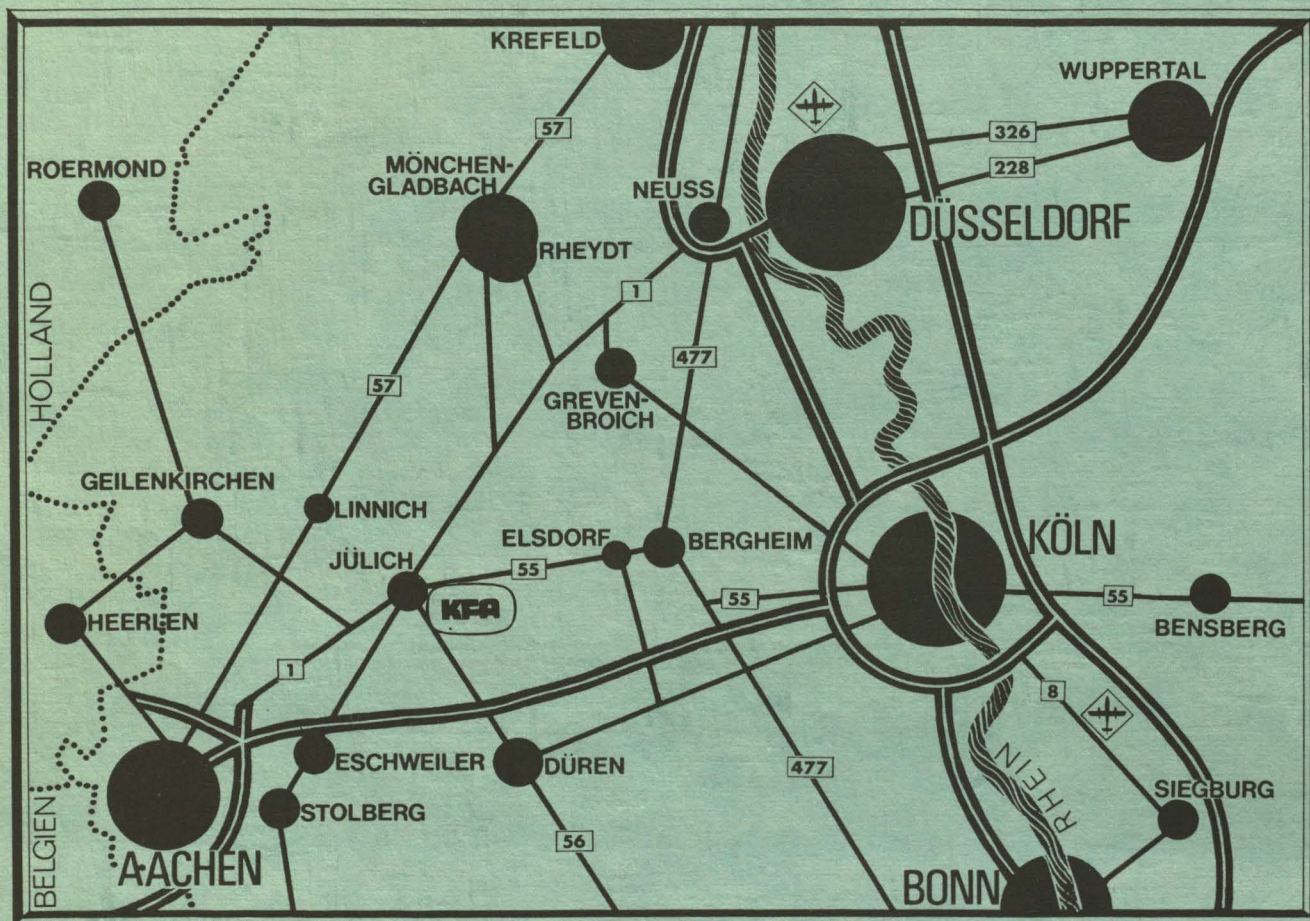 KREFELD
WUPPERTAL
57
326
MÖNCHEN-
GLADBACH
228
ROERMOND
NEUSS
DÜSSELDORF
RHEYDT
HOLLAND
1
477
57
GREVEN-
BROICH
GEILENKIRCHEN
LINNICH
ELSDORF
BERGHEIM
KÖLN
JÜLICH
55
KFA
55
55
HEERLEN
BENSBERG
1
8
ESCHWEILER
DÜREN
477
RHEIN
SIEGBURG
STOLBERG
56
BELGIEN
AACHEN
BONN